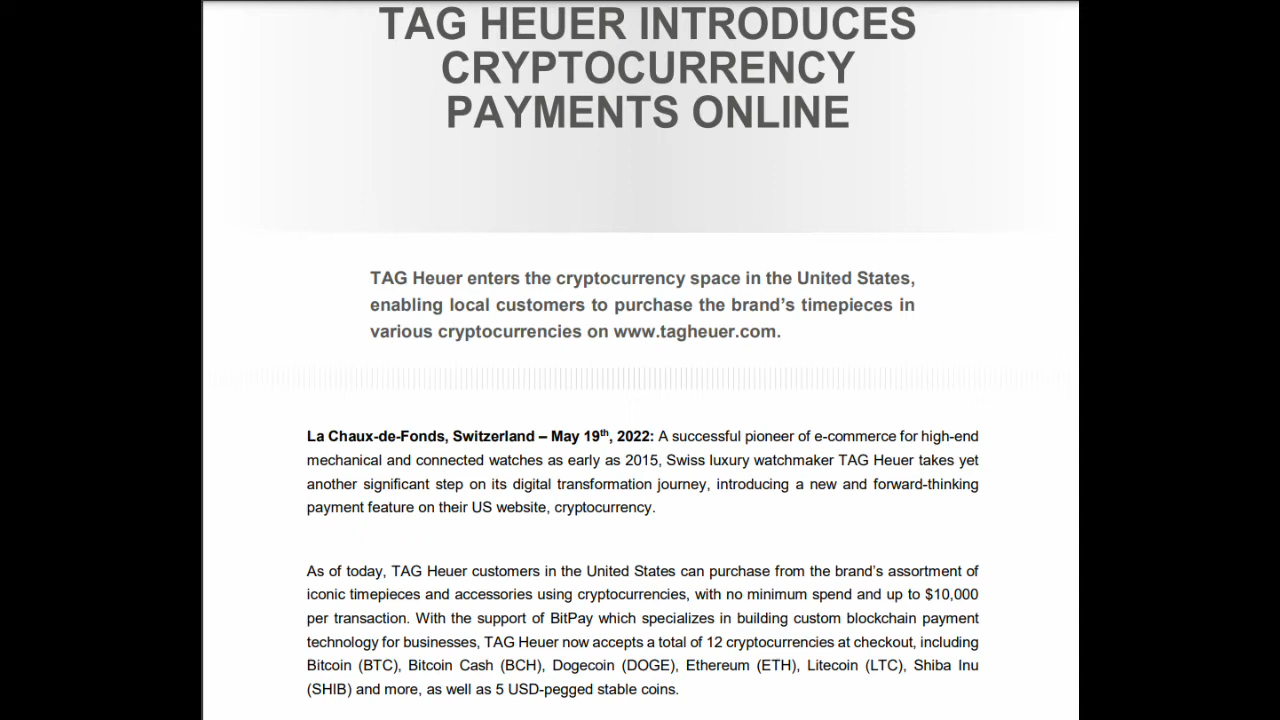 TAG HEUER INTRODUCES
CRYPTOCURRENCY
PAYMENTS ONLINE
TAG Heuer enters the cryptocurrency space in the United States,
enabling local customers to purchase the brand’s timepieces in
various cryptocurrencies on www.tagheuer.com.
La Chaux-de-Fonds, Switzerland – May 19th, 2022: A successful pioneer of e-commerce for high-end
mechanical and connected watches as early as 2015, Swiss luxury watchmaker TAG Heuer takes yet
another significant step on its digital transformation journey, introducing a new and forward-thinking
payment feature on their US website, cryptocurrency.
As of today, TAG Heuer customers in the United States can purchase from the brand’s assortment of
iconic timepieces and accessories using cryptocurrencies, with no minimum spend and up to $10,000
per transaction. With the support of BitPay which specializes in building custom blockchain payment
technology for businesses, TAG Heuer now accepts a total of 12 cryptocurrencies at checkout, including
Bitcoin (BTC), Bitcoin Cash (BCH), Dogecoin (DOGE), Ethereum (ETH), Litecoin (LTC), Shiba Inu
(SHIB) and more, as well as 5 USD-pegged stable coins.